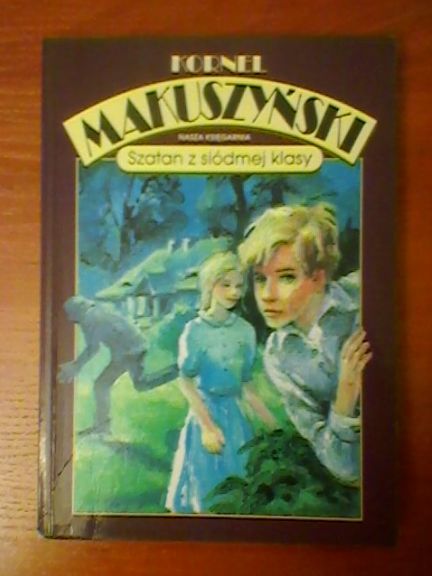 KORNEL
MAKUSZYŃSKI
NASZA KSIĘGARNIA
Szatan z siódmej klasy